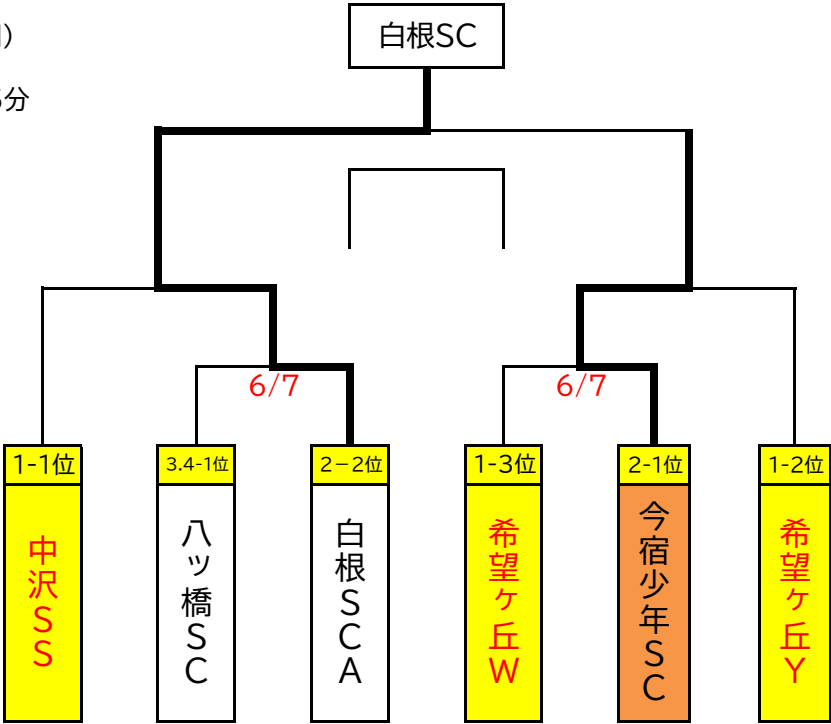 白根SC
)
分
6/7
6/7
1-1位
3.4-1位
2－2位
1-3位
2-1位
1-2位
中沢SS
八ッ橋SC
白根SCA
希望ヶ丘W
今宿少年SC
希望ヶ丘Y